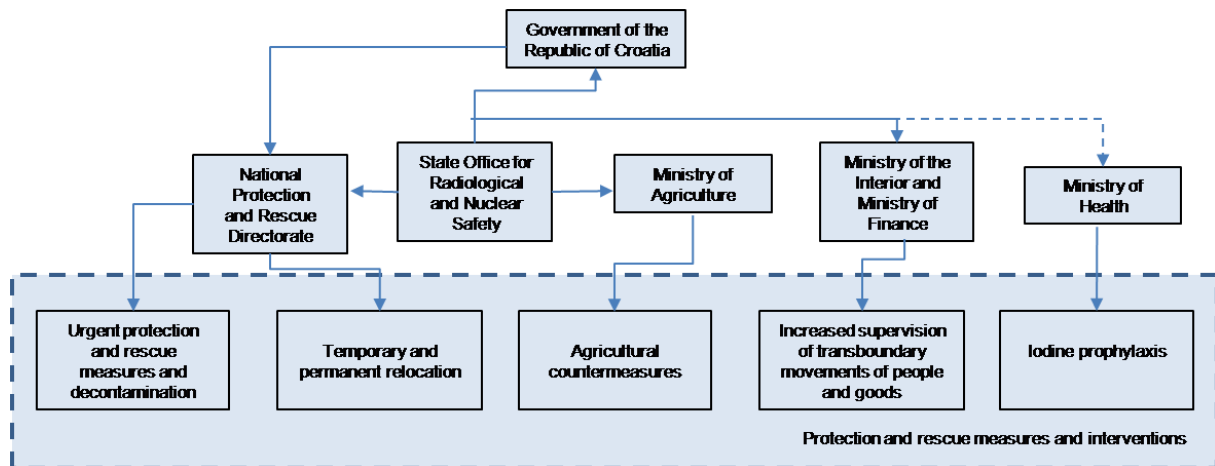 Government of the
Republic of Croatia
National
Protection
and Rescue
Directorate
State Office for
Radiological
and Nuclear
Safety
Ministry of
Agriculture
Ministry of the
Interior and
Ministry of
Finance
Ministry of
Health
Urgent protection
and rescue
measures and
decontamination
Temporary and
permanent relocation
Agricultural
countermeasures
Increased supervision
of transboundary
movements of people
and goods
Iodine prophylaxis
Protection and rescue measures and interventions